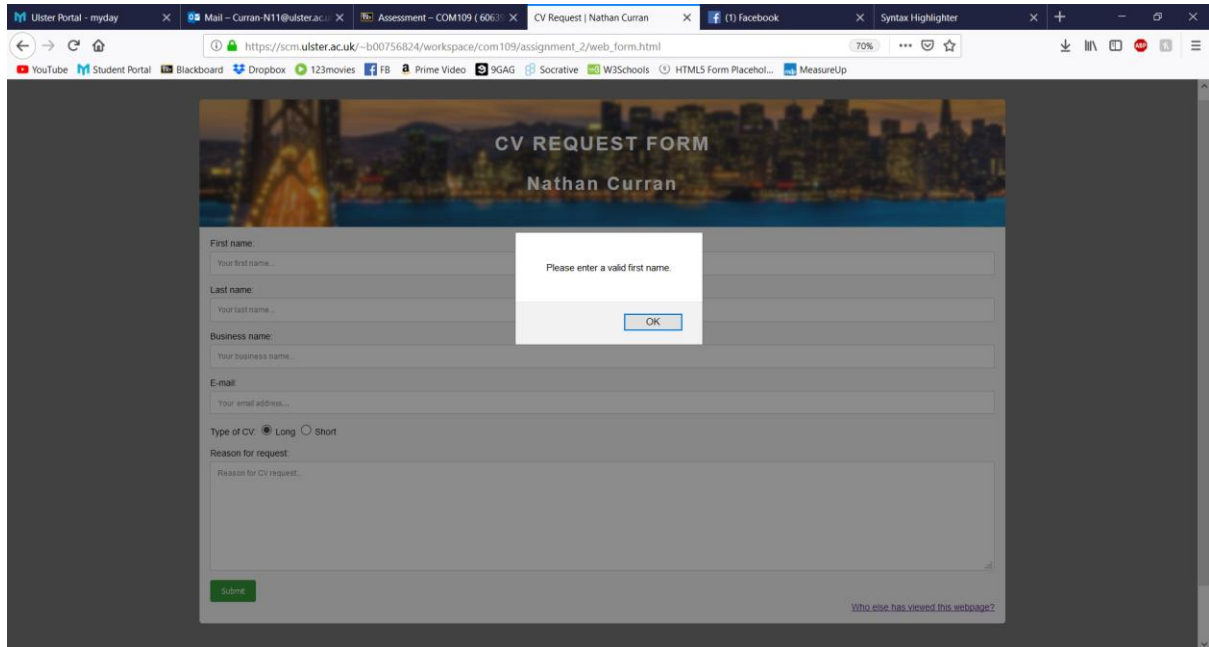 Ulster Portal - myday
Mail – Curran-N11@ulster.ac.u
Assessment – COM109 ( 6063
CV Request | Nathan Curran
(1) Facebook
Syntax Highlighter
https://scm.ulster.ac.uk/~b00756824/workspace/com109/assignment_2/web_form.html
70%
YouTube Student Portal Blackboard Dropbox 123movies FB Prime Video 9GAG Socrative W3Schools HTML5 Form Placehol... MeasureUp
CV REQUEST FORM
Nathan Curran
First name:
Your first name...
Last name:
Your last name...
Business name:
Your business name...
E-mail:
Your email address....
Type of CV: Long Short
Reason for request:
Reason for CV request...
Please enter a valid first name.
OK
Submit
Who else has viewed this webpage?